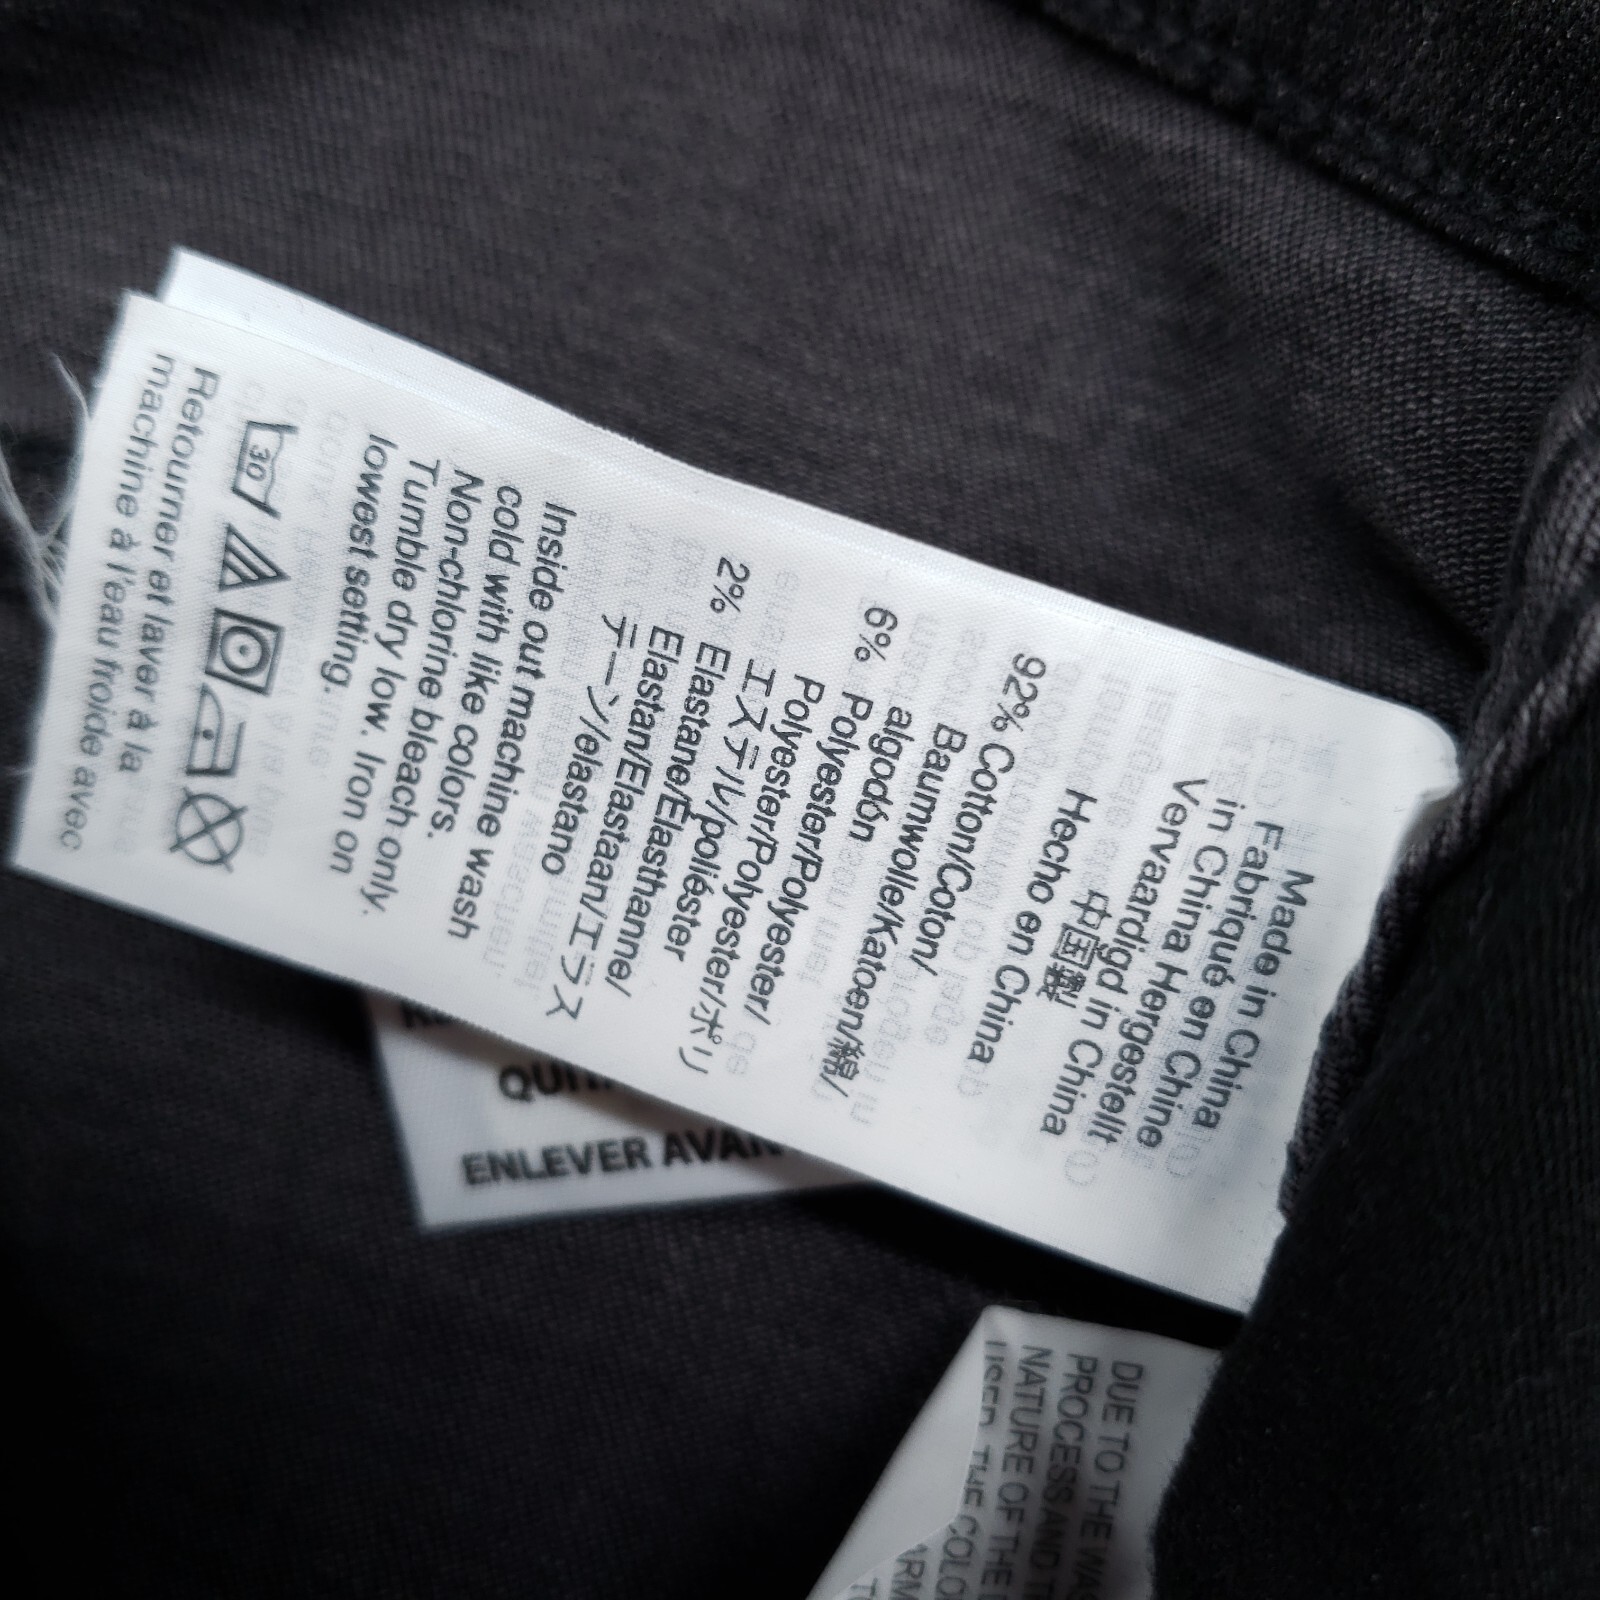 Made in China
Fabriqué en Chine
in China Hergestellt
Vervaardigd in China
中国製
Hecho en China
92% Cotton/Coton/
Baumwolle/Katoen/綿/
algodón
6% Polyester/Polyester/
Polyester/Polyester/ポリ
エステル/poliéster
2% Elastane/Élasthanne/
Elastan/Elastaan/エラス
テーン/elastano
Inside out machine wash
cold with like colors.
Non-chlorine bleach only.
Tumble dry low. Iron on
lowest setting.
30
Retourner et laver à la
machine à l'eau froide avec
ENLEVER AVAN
DUE TO THE WAS
PROCESS AND
NATURE OF THE
USED, THE COLO